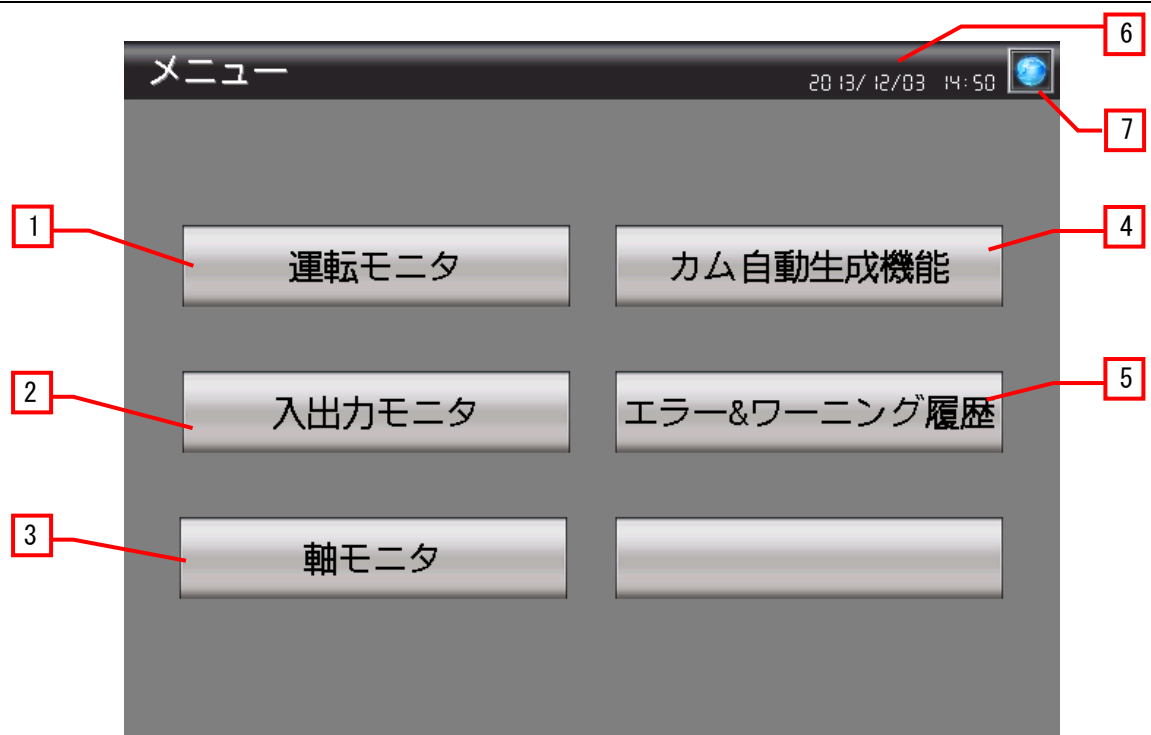 6
メニュー
2013/12/03 14:50
7
1
運転モニタ
カム自動生成機能
4
2
入出力モニタ
エラー&ワーニング履歴
5
3
軸モニタ